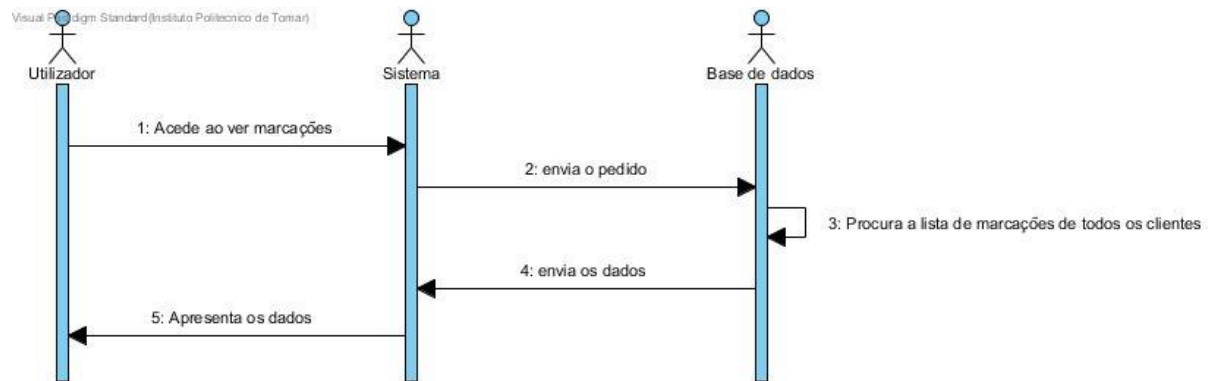 Visual Paradigm Standard(Instituto Politecnico de Tomar)
Utilizador
Sistema
Base de dados
1: Acede ao ver marcações
2: envia o pedido
3: Procura a lista de marcações de todos os clientes
4: envia os dados
5: Apresenta os dados